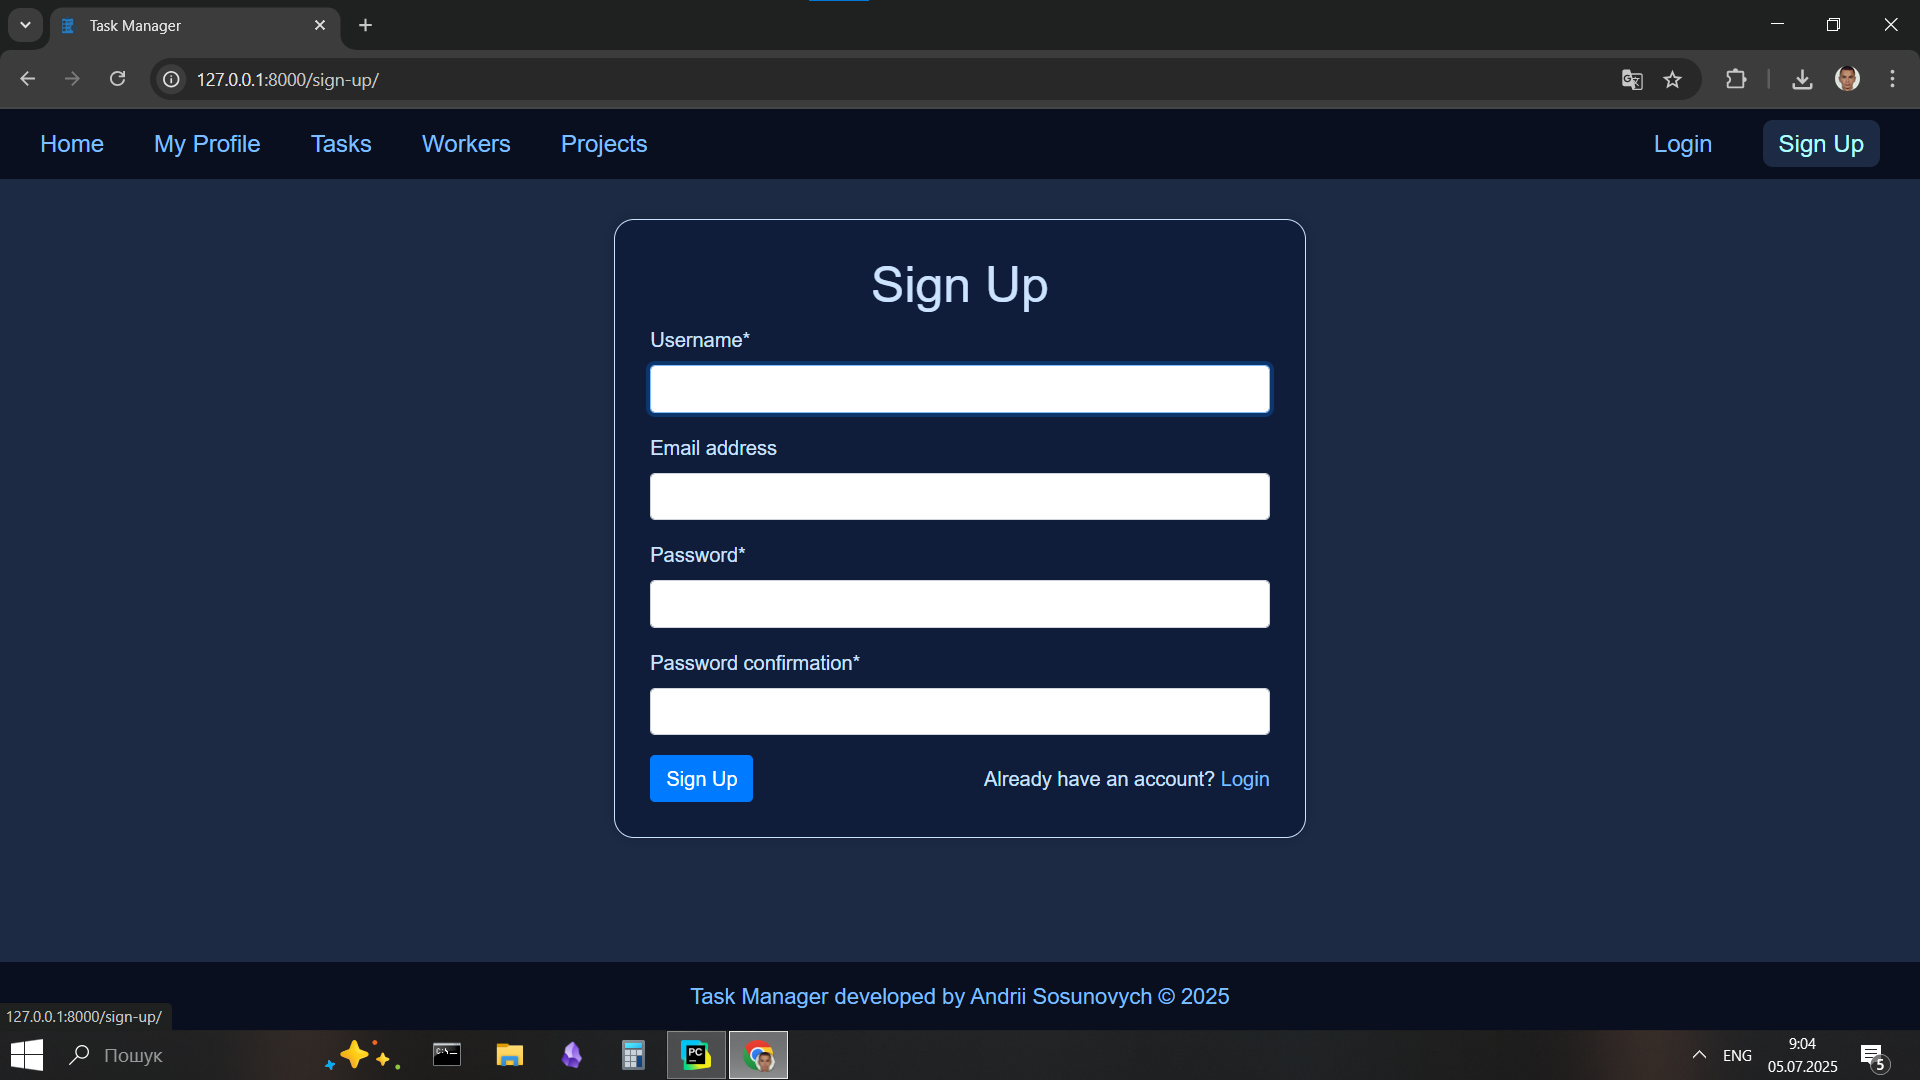 Task Manager
127.0.0.1:8000/sign-up/
Home My Profile Tasks Workers Projects Login Sign Up
Sign Up
Username*
Email address
Password*
Password confirmation*
Sign Up Already have an account? Login
Task Manager developed by Andrii Sosunovych © 2025
127.0.0.1:8000/sign-up/
Пошук C:\_ PC ENG 9:04
05.07.2025 5